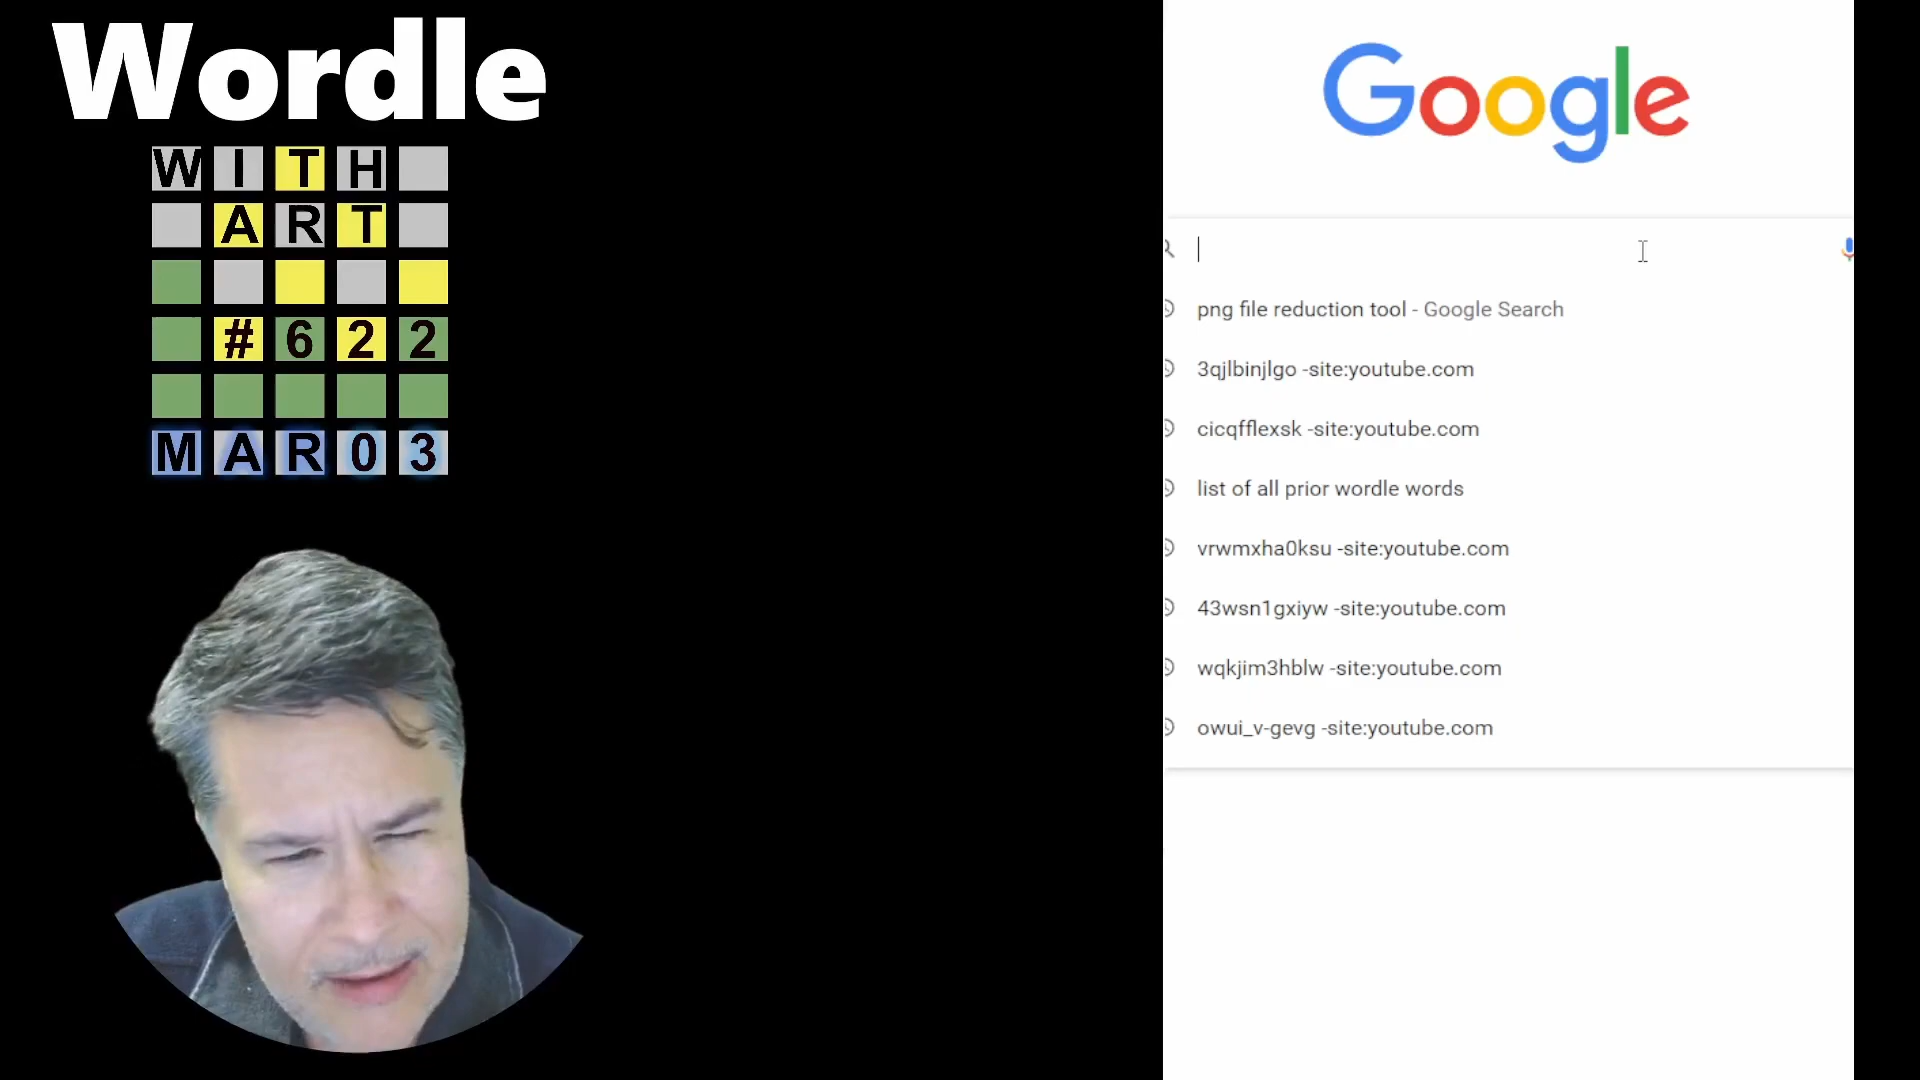 Wordle
WITH
ART
#622
MAR03
Google
png file reduction tool - Google Search
3qjlbinjlgo -site:youtube.com
cicqfflexsk -site:youtube.com
list of all prior wordle words
vrwmxha0ksu -site:youtube.com
43wsn1gxiyw -site:youtube.com
wqkjim3hblw -site:youtube.com
owui_v-gevg -site:youtube.com